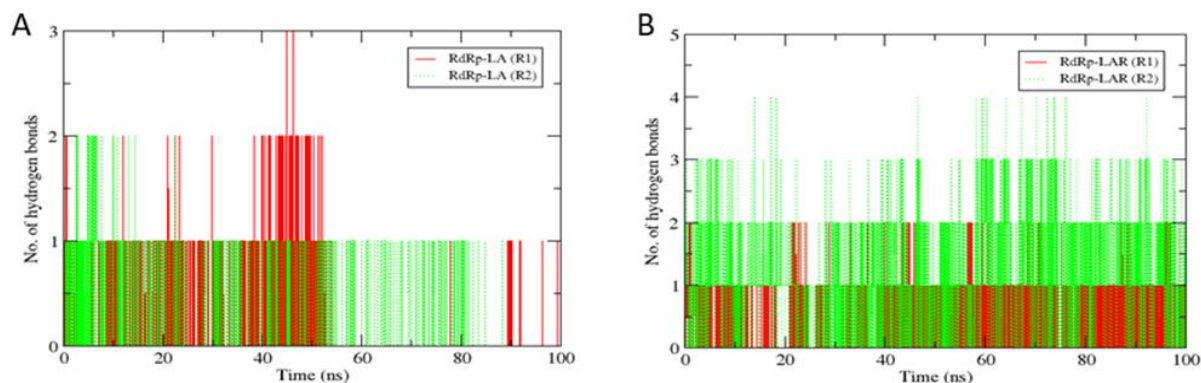 A
3
2
1
0
No. of hydrogen bonds
RdRp-LA (R1)
RdRp-LA (R2)
0 20 40 60 80 100
Time (ns)
B
5
4
3
2
1
0
No. of hydrogen bonds
RdRp-LAR (R1)
RdRp-LAR (R2)
0 20 40 60 80 100
Time (ns)